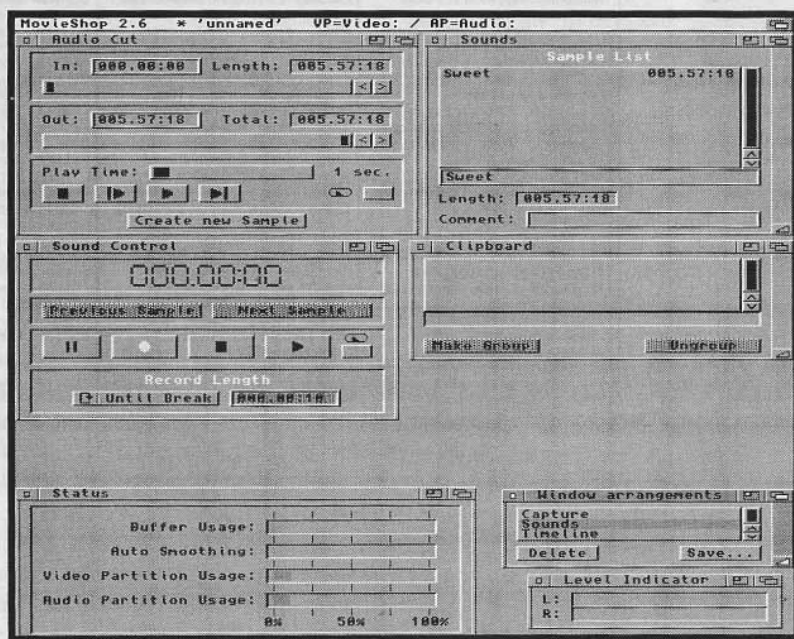 MovieShop 2.6 * 'unnamed' VP=Video: / AP=Audio:
Audio Cut
In: 000.00:00 Length: 005.57:18
< >
Out: 005.57:18 Total: 005.57:18
< >
Play Time: 1 sec.
Create new Sample
Sounds
Sample List
Sweet 005.57:18
Sweet
Length: 005.57:18
Comment:
Sound Control
000.00:00
Previous Sample Next Sample
Record Length
Until Break 000.00:10
Clipboard
Make Group Ungroup
Status
Buffer Usage:
Auto Smoothing:
Video Partition Usage:
Audio Partition Usage:
0% 50% 100%
Window arrangements
Capture
Sounds
Timeline
Delete Save...
Level Indicator
L:
R: